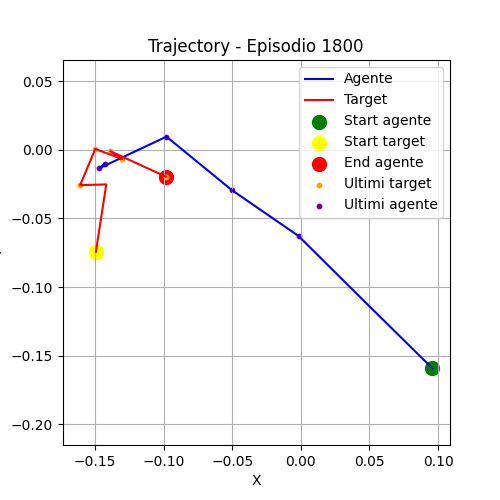 Trajectory - Episodio 1800
Agente
Target
Start agente
Start target
End agente
Ultimi target
Ultimi agente
0.05
0.00
−0.05
−0.10
−0.15
−0.20
−0.15
−0.10
−0.05
0.00
0.05
0.10
X